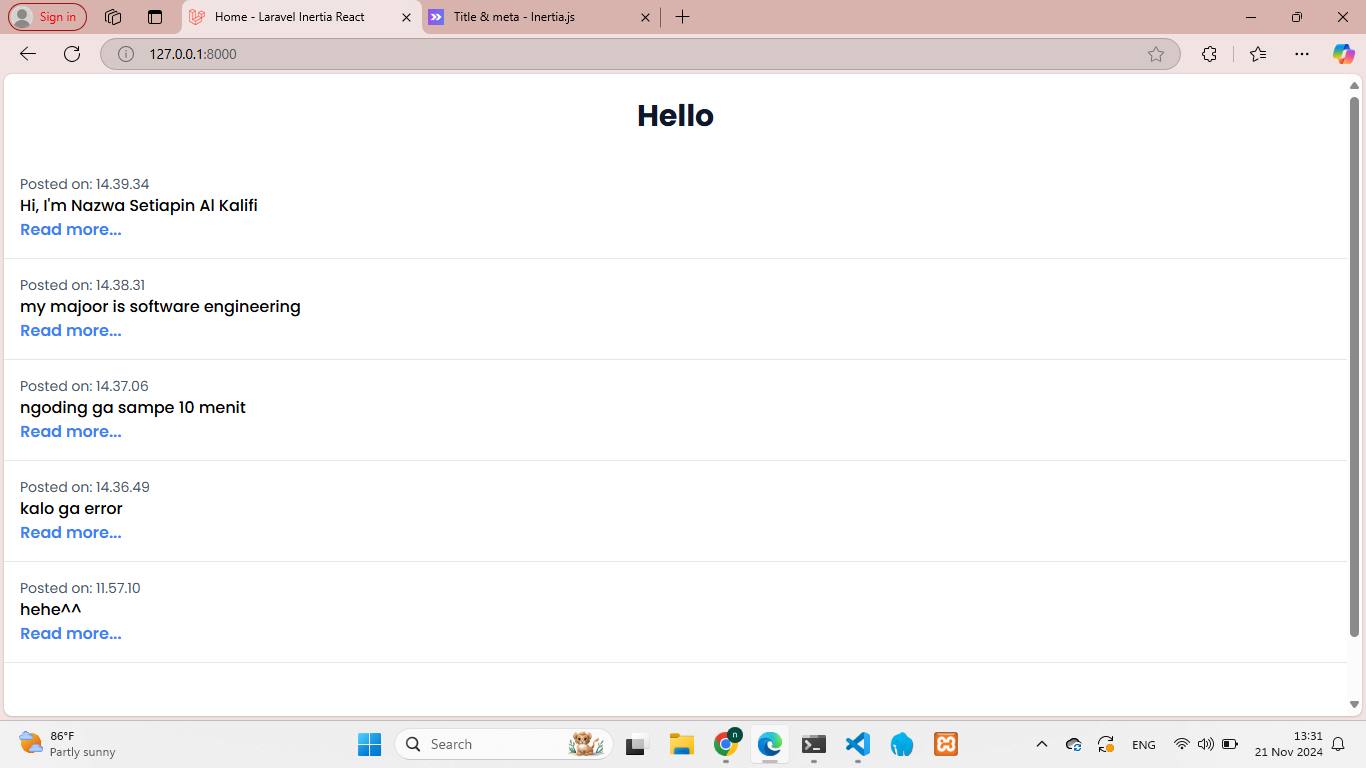 Sign in
Home - Laravel Inertia React
Title & meta - Inertia.js
127.0.0.1:8000
Hello
Posted on: 14.39.34
Hi, I'm Nazwa Setiapin Al Kalifi
Read more...
Posted on: 14.38.31
my majoor is software engineering
Read more...
Posted on: 14.37.06
ngoding ga sampe 10 menit
Read more...
Posted on: 14.36.49
kalo ga error
Read more...
Posted on: 11.57.10
hehe^^
Read more...
86°F
Partly sunny
Search
n
ENG
13:31
21 Nov 2024